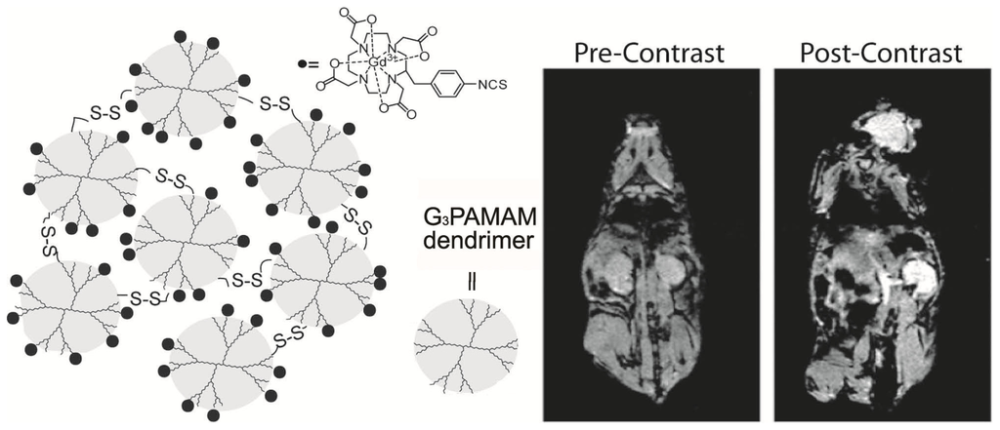 S-S
S-S
S-S
S-S
S-S
S-S
S-S
S-S
=
O
O
O
O
O
O
O
O
N
N
N
N
Gd3+
NCS
G3PAMAM
dendrimer
=
Pre-Contrast
Post-Contrast